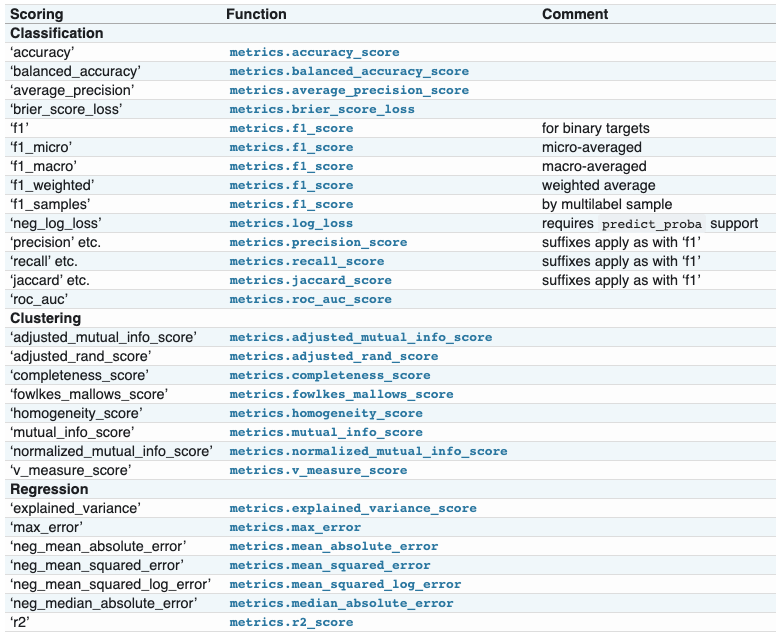 Scoring Function Comment
Classification
‘accuracy’ metrics.accuracy_score
‘balanced_accuracy’ metrics.balanced_accuracy_score
‘average_precision’ metrics.average_precision_score
‘brier_score_loss’ metrics.brier_score_loss
‘f1’ metrics.f1_score for binary targets
‘f1_micro’ metrics.f1_score micro-averaged
‘f1_macro’ metrics.f1_score macro-averaged
‘f1_weighted’ metrics.f1_score weighted average
‘f1_samples’ metrics.f1_score by multilabel sample
‘neg_log_loss’ metrics.log_loss requires predict_proba support
‘precision’ etc. metrics.precision_score suffixes apply as with ‘f1’
‘recall’ etc. metrics.recall_score suffixes apply as with ‘f1’
‘jaccard’ etc. metrics.jaccard_score suffixes apply as with ‘f1’
‘roc_auc’ metrics.roc_auc_score
Clustering
‘adjusted_mutual_info_score’ metrics.adjusted_mutual_info_score
‘adjusted_rand_score’ metrics.adjusted_rand_score
‘completeness_score’ metrics.completeness_score
‘fowlkes_mallows_score’ metrics.fowlkes_mallows_score
‘homogeneity_score’ metrics.homogeneity_score
‘mutual_info_score’ metrics.mutual_info_score
‘normalized_mutual_info_score’ metrics.normalized_mutual_info_score
‘v_measure_score’ metrics.v_measure_score
Regression
‘explained_variance’ metrics.explained_variance_score
‘max_error’ metrics.max_error
‘neg_mean_absolute_error’ metrics.mean_absolute_error
‘neg_mean_squared_error’ metrics.mean_squared_error
‘neg_mean_squared_log_error’ metrics.mean_squared_log_error
‘neg_median_absolute_error’ metrics.median_absolute_error
‘r2’ metrics.r2_score